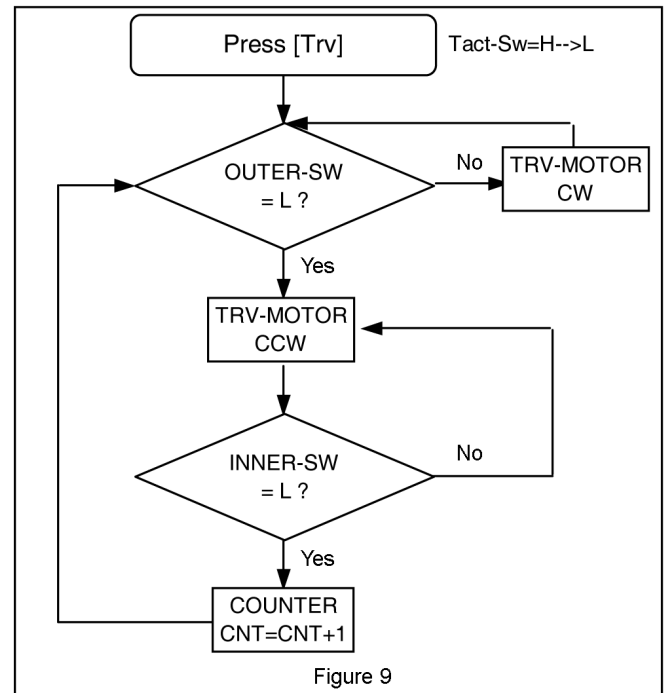 Press [Trv]
Tact-Sw=H-->L
OUTER-SW
= L ?
No
TRV-MOTOR
CW
Yes
TRV-MOTOR
CCW
INNER-SW
= L ?
No
Yes
COUNTER
CNT=CNT+1
Figure 9